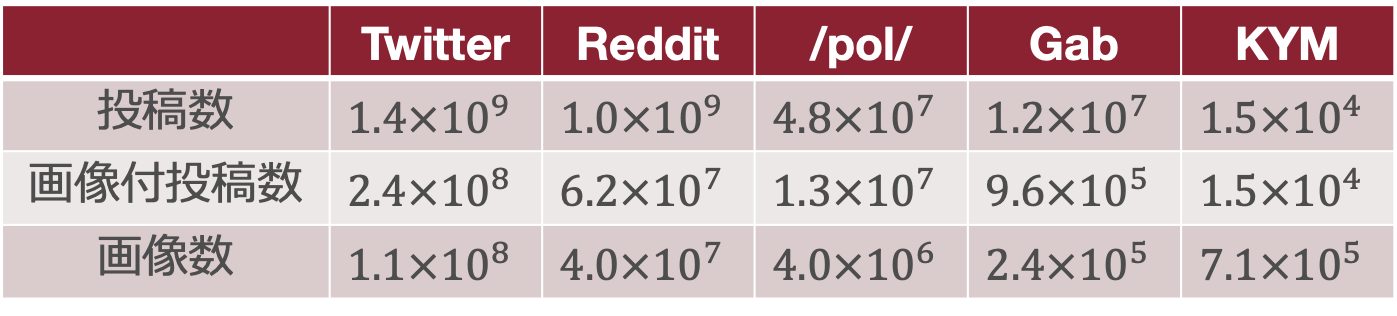 Twitter Reddit /pol/ Gab KYM
投稿数 1.4×10⁹ 1.0×10⁹ 4.8×10⁷ 1.2×10⁷ 1.5×10⁴
画像付投稿数 2.4×10⁸ 6.2×10⁷ 1.3×10⁷ 9.6×10⁵ 1.5×10⁴
画像数 1.1×10⁸ 4.0×10⁷ 4.0×10⁶ 2.4×10⁵ 7.1×10⁵